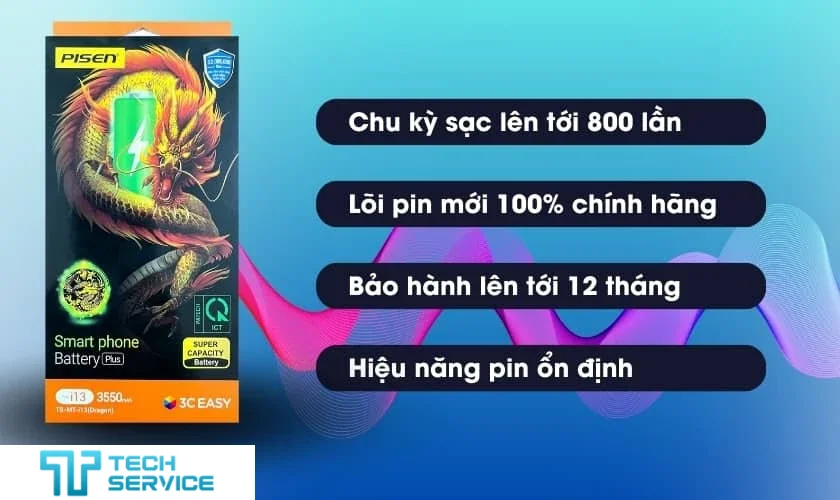 PISEN
Smart phone
Battery Plus
PATECH
ICT
SUPER
CAPACITY
Battery
i13 3550mAh
TS-MT-i13(Dragon)
3C EASY
Chu kỳ sạc lên tới 800 lần
Lõi pin mới 100% chính hãng
Bảo hành lên tới 12 tháng
Hiệu năng pin ổn định
TECH
SERVICE